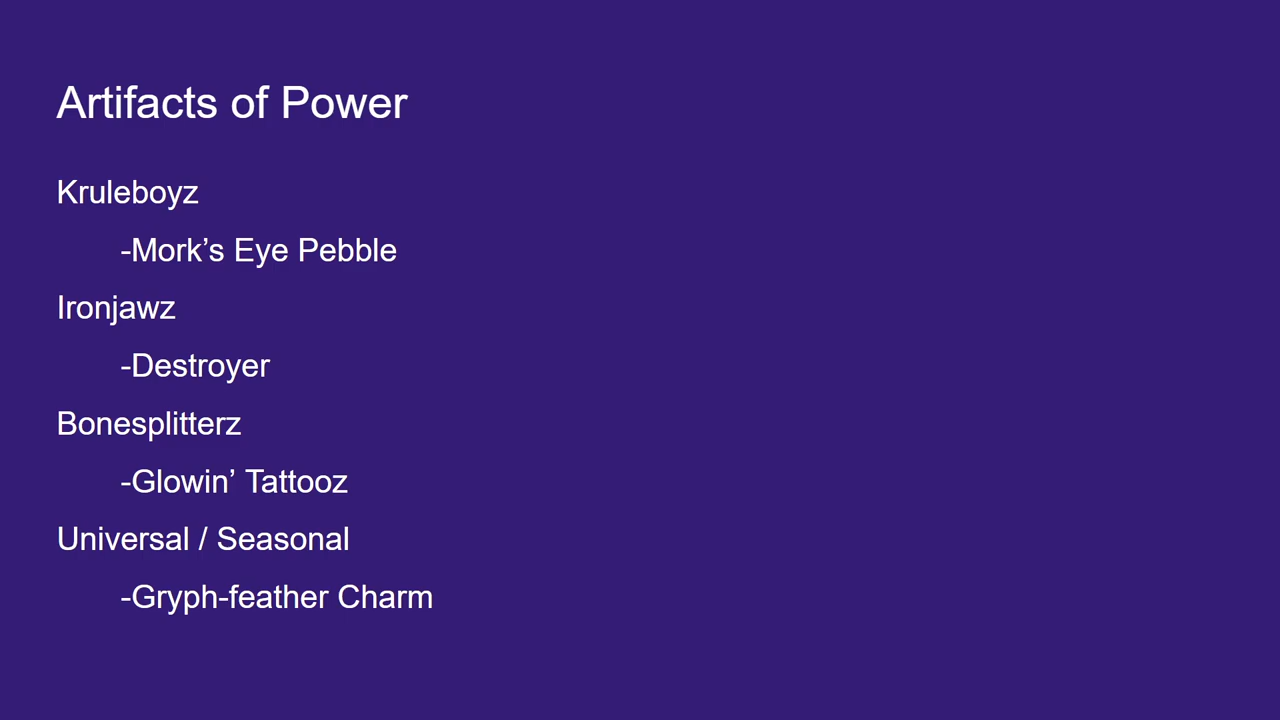 Artifacts of Power
Kruleboyz
-Mork’s Eye Pebble
Ironjawz
-Destroyer
Bonesplitterz
-Glowin’ Tattooz
Universal / Seasonal
-Gryph-feather Charm